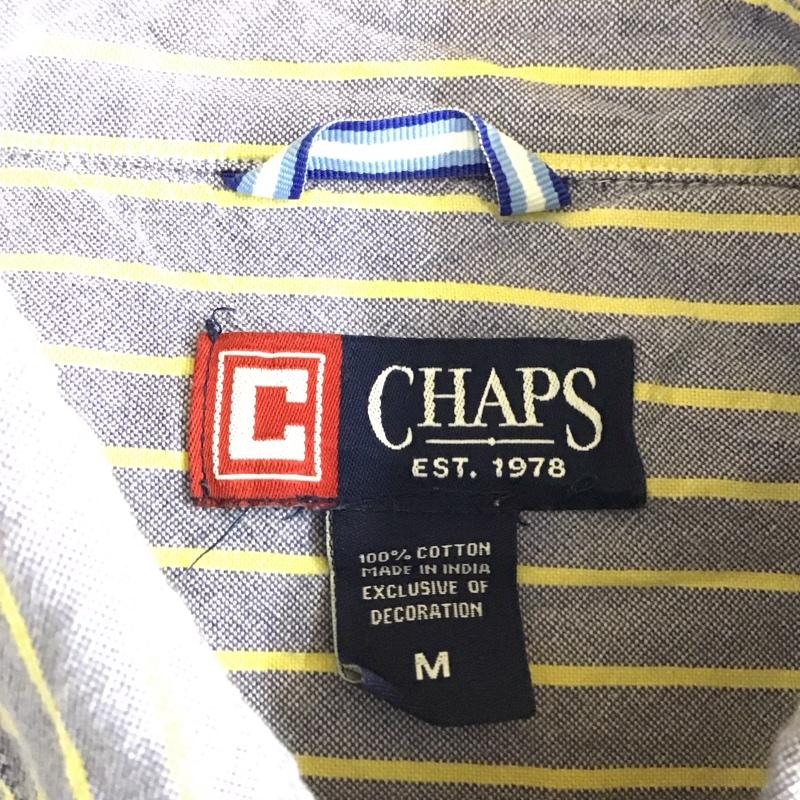 C
CHAPS
EST. 1978
100% COTTON
MADE IN INDIA
EXCLUSIVE OF
DECORATION
M